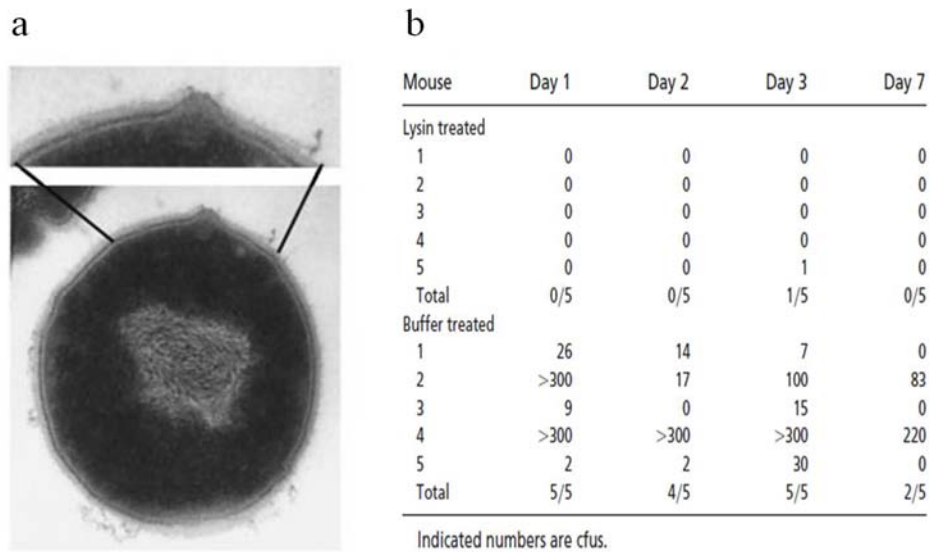 a
b
Mouse Day 1 Day 2 Day 3 Day 7
Lysin treated
1 0 0 0 0
2 0 0 0 0
3 0 0 0 0
4 0 0 0 0
5 0 0 1 0
Total 0/5 0/5 1/5 0/5
Buffer treated
1 26 14 7 0
2 >300 17 100 83
3 9 0 15 0
4 >300 >300 >300 220
5 2 2 30 0
Total 5/5 4/5 5/5 2/5
Indicated numbers are cfus.